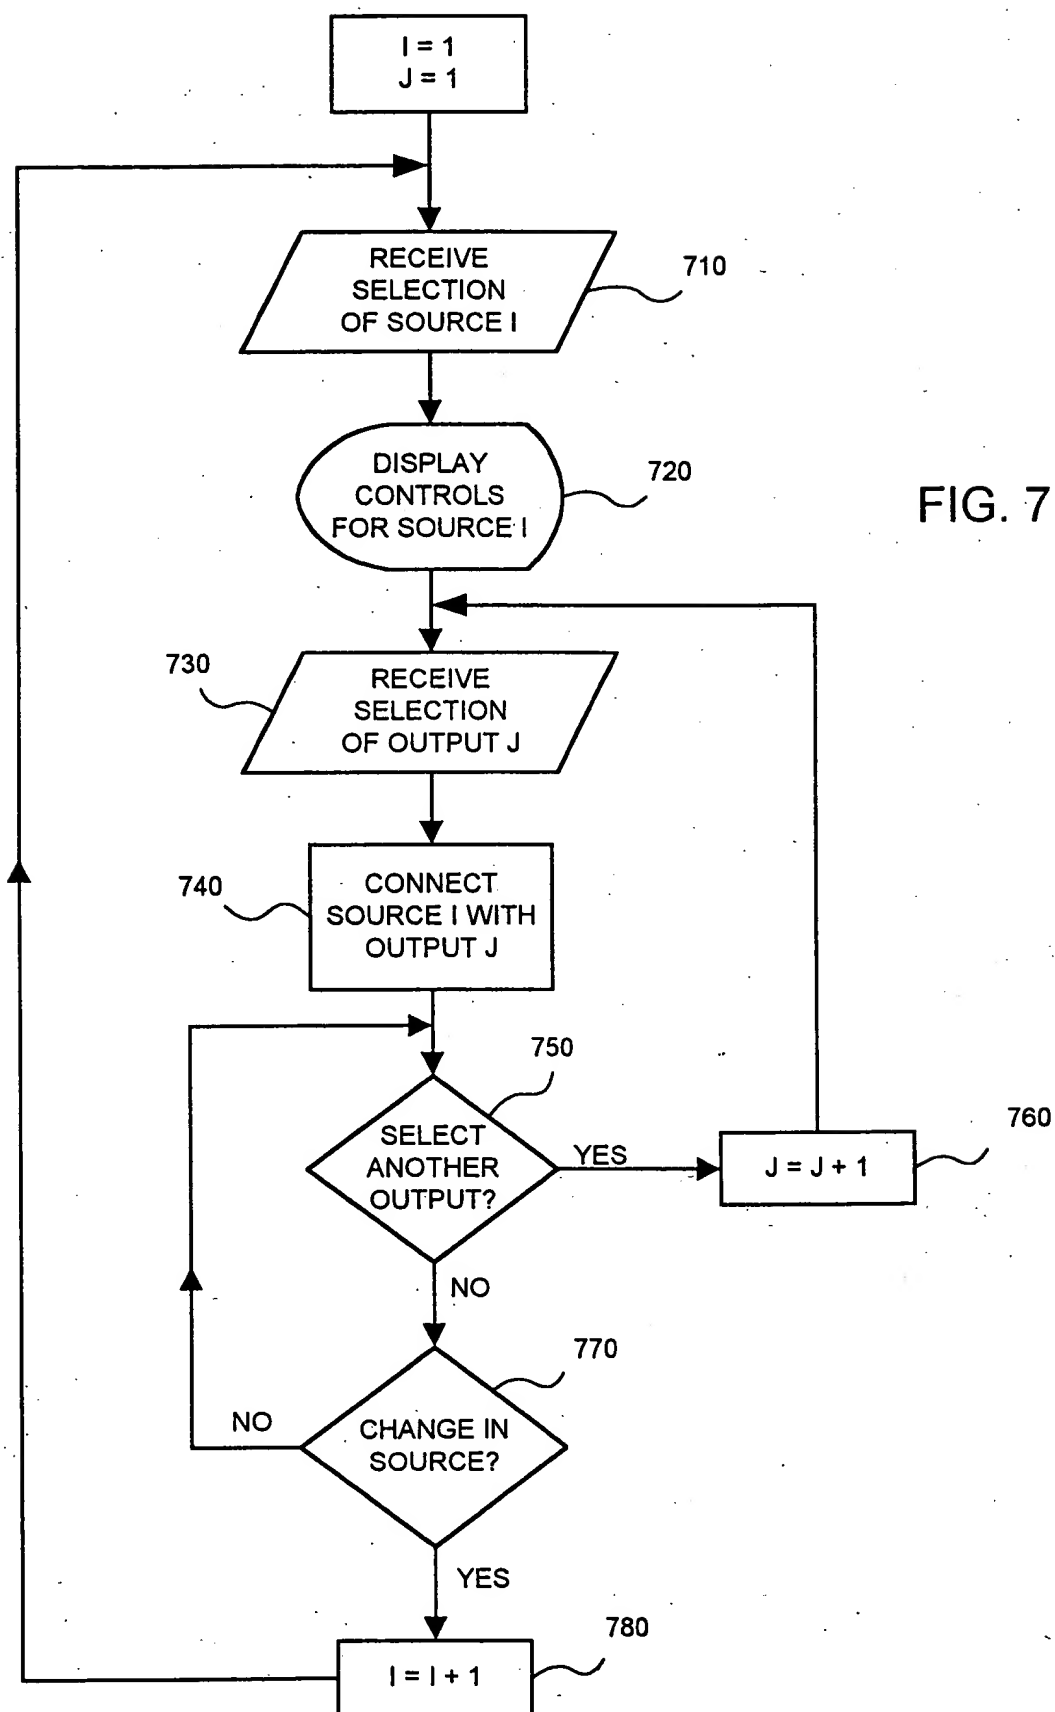 I = 1
J = 1
RECEIVE
SELECTION
OF SOURCE I
710
DISPLAY
CONTROLS
FOR SOURCE I
720
FIG. 7
730
RECEIVE
SELECTION
OF OUTPUT J
740
CONNECT
SOURCE I WITH
OUTPUT J
750
SELECT
ANOTHER
OUTPUT?
YES
J = J + 1
760
NO
770
CHANGE IN
SOURCE?
NO
YES
780
I = I + 1